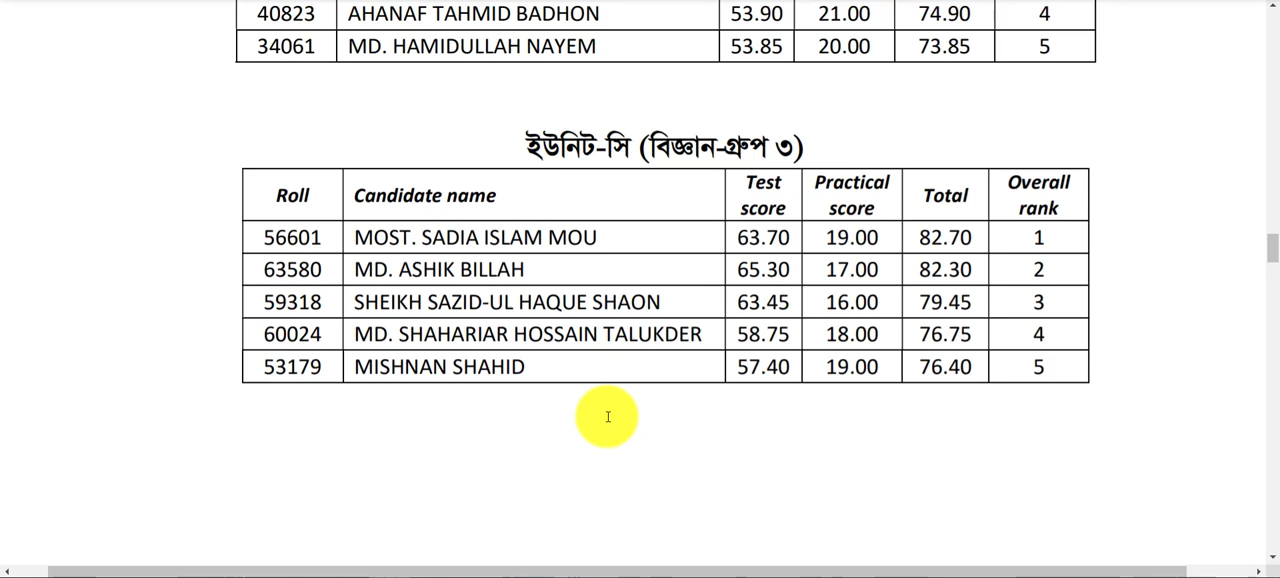 40823 AHANAF TAHMID BADHON 53.90 21.00 74.90 4
34061 MD. HAMIDULLAH NAYEM 53.85 20.00 73.85 5
ইউনিট-সি (বিজ্ঞান-গ্রুপ ৩)
Roll Candidate name Test score Practical score Total Overall rank
56601 MOST. SADIA ISLAM MOU 63.70 19.00 82.70 1
63580 MD. ASHIK BILLAH 65.30 17.00 82.30 2
59318 SHEIKH SAZID-UL HAQUE SHAON 63.45 16.00 79.45 3
60024 MD. SHAHARIAR HOSSAIN TALUKDER 58.75 18.00 76.75 4
53179 MISHNAN SHAHID 57.40 19.00 76.40 5